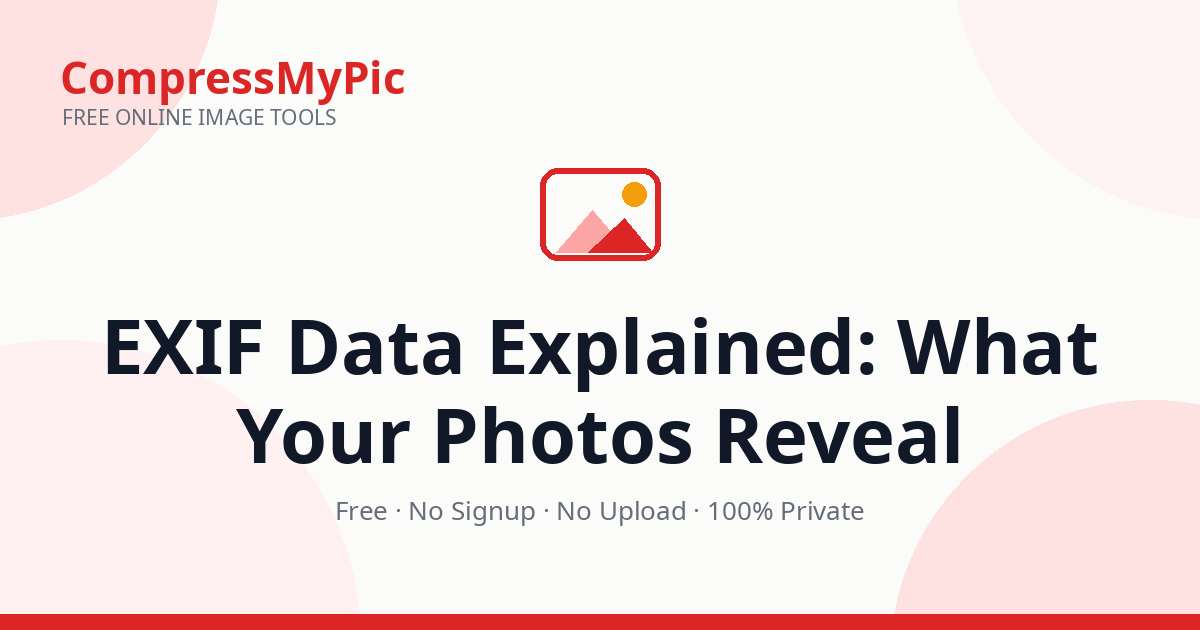 CompressMyPic
FREE ONLINE IMAGE TOOLS
EXIF Data Explained: What
Your Photos Reveal
Free · No Signup · No Upload · 100% Private